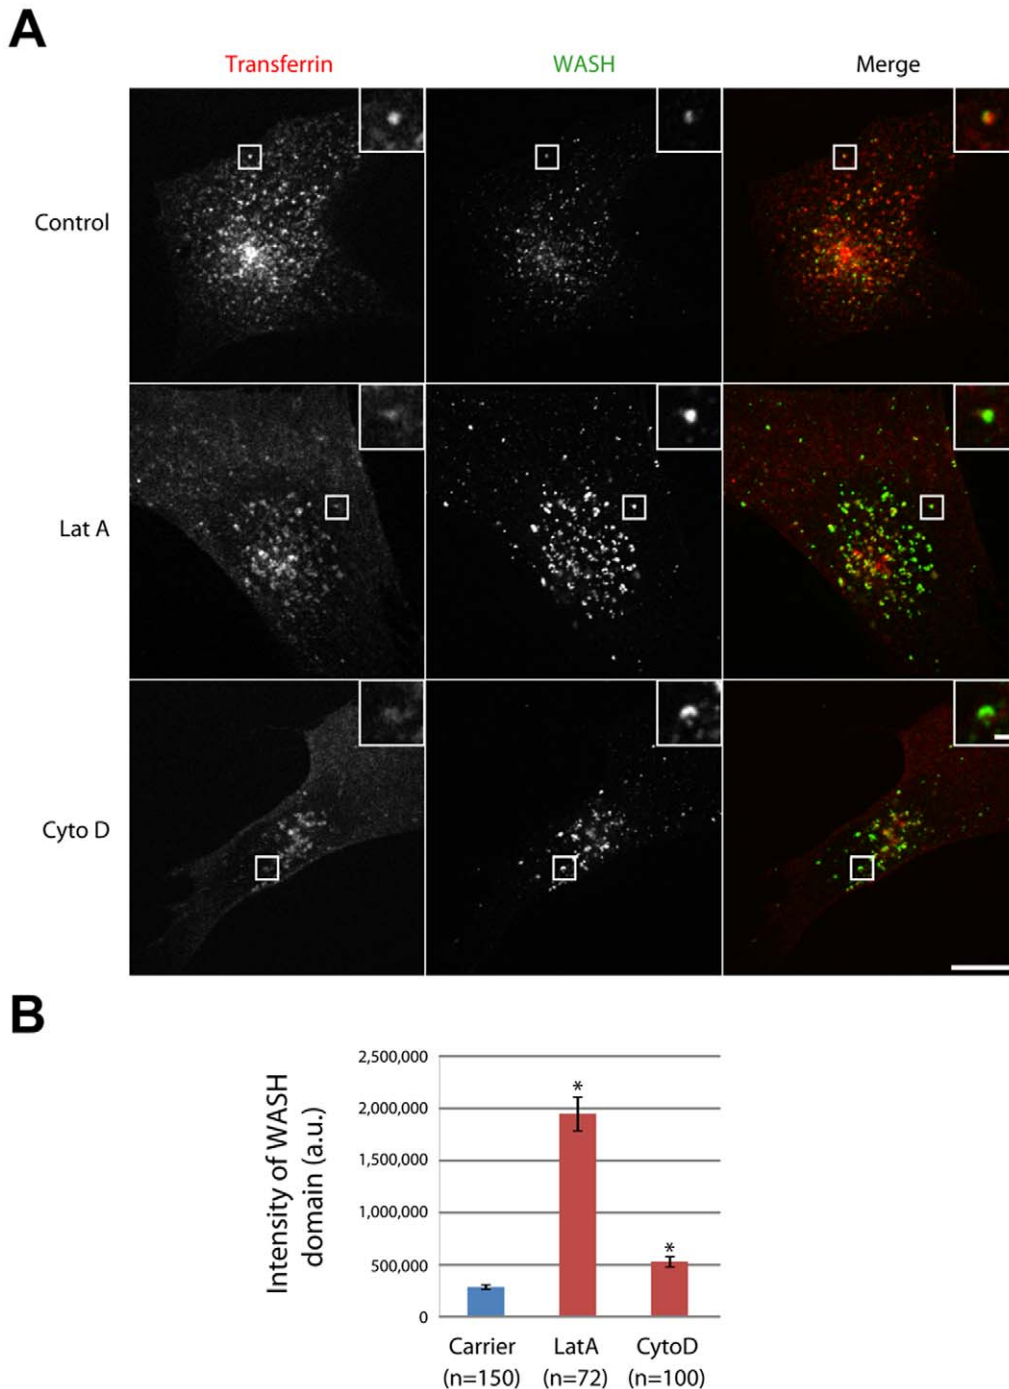 A
Transferrin WASH Merge
Control
Lat A
Cyto D
B
Intensity of WASH
domain (a.u.)
2,500,000
2,000,000
1,500,000
1,000,000
500,000
0
*
*
Carrier LatA CytoD
(n=150) (n=72) (n=100)